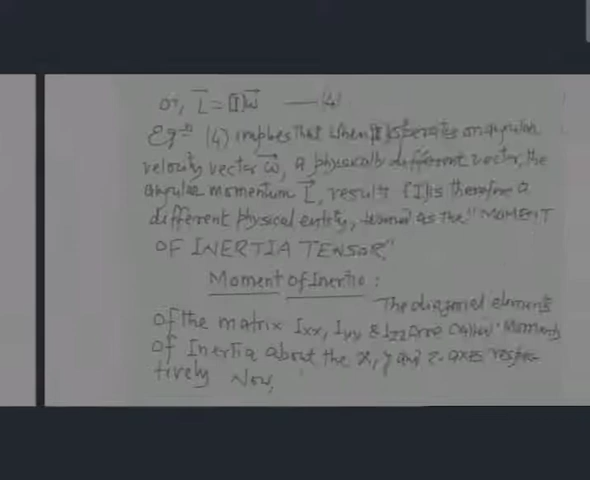 or, L⃗ = [I]ω⃗ —— (4)
Eqⁿ (4) implies that when [I] operates on angular
velocity vector ω⃗, a physically different vector, the
angular momentum L⃗, results [I] is therefore a
different physical entity, termed as the "MOMENT
OF INERTIA TENSOR"
Moment of Inertia :
The diagonal elements
of the matrix Ixx, Iyy & Izz are called 'Moments
of Inertia about the x, y and z-axes respec-
tively Now,